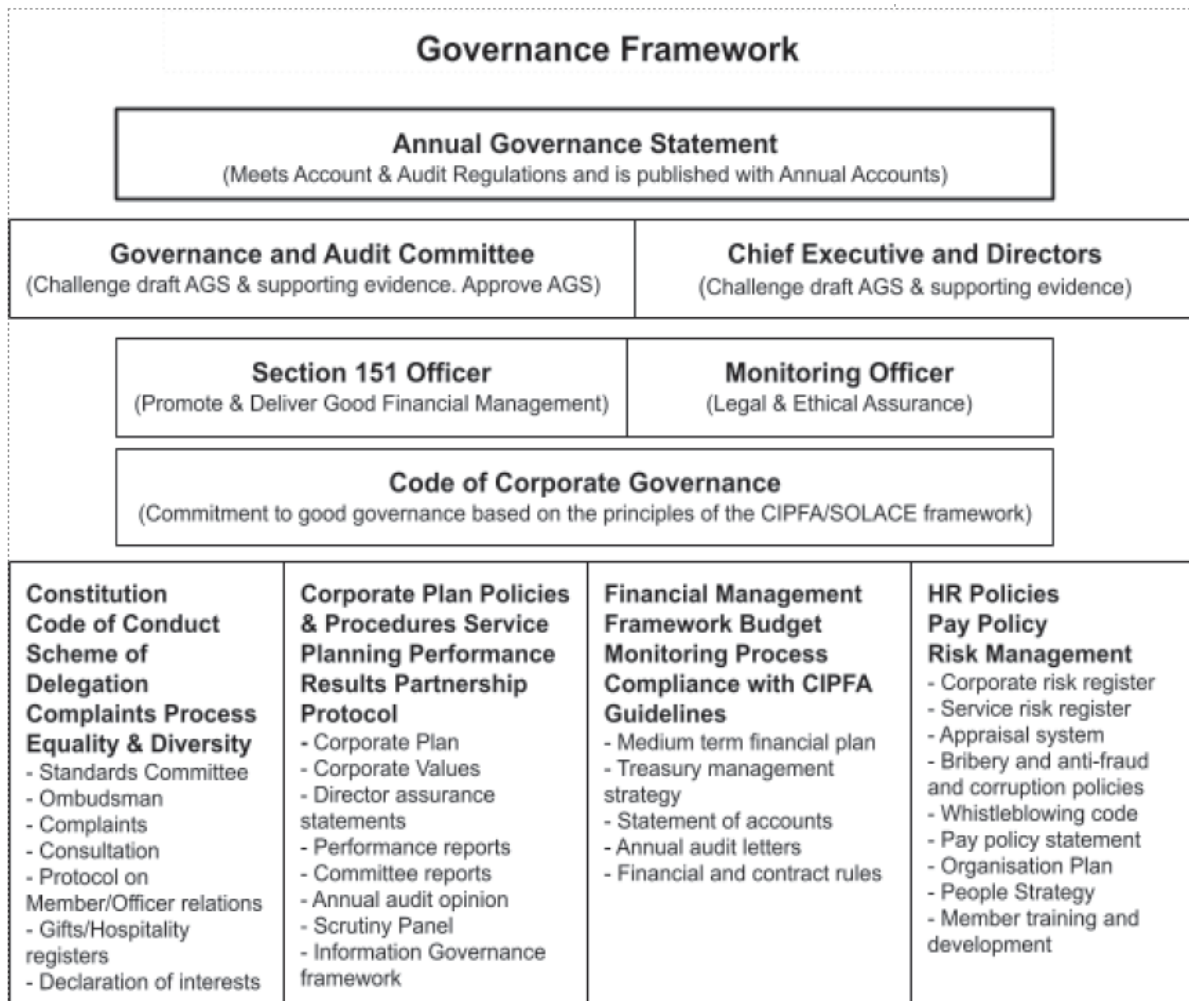 Governance Framework
Annual Governance Statement
(Meets Account & Audit Regulations and is published with Annual Accounts)
Governance and Audit Committee
(Challenge draft AGS & supporting evidence. Approve AGS)
Chief Executive and Directors
(Challenge draft AGS & supporting evidence)
Section 151 Officer
(Promote & Deliver Good Financial Management)
Monitoring Officer
(Legal & Ethical Assurance)
Code of Corporate Governance
(Commitment to good governance based on the principles of the CIPFA/SOLACE framework)
Constitution
Code of Conduct
Scheme of
Delegation
Complaints Process
Equality & Diversity
- Standards Committee
- Ombudsman
- Complaints
- Consultation
- Protocol on
Member/Officer relations
- Gifts/Hospitality
registers
- Declaration of interests
Corporate Plan Policies
& Procedures Service
Planning Performance
Results Partnership
Protocol
- Corporate Plan
- Corporate Values
- Director assurance
statements
- Performance reports
- Committee reports
- Annual audit opinion
- Scrutiny Panel
- Information Governance
framework
Financial Management
Framework Budget
Monitoring Process
Compliance with CIPFA
Guidelines
- Medium term financial plan
- Treasury management
strategy
- Statement of accounts
- Annual audit letters
- Financial and contract rules
HR Policies
Pay Policy
Risk Management
- Corporate risk register
- Service risk register
- Appraisal system
- Bribery and anti-fraud
and corruption policies
- Whistleblowing code
- Pay policy statement
- Organisation Plan
- People Strategy
- Member training and
development